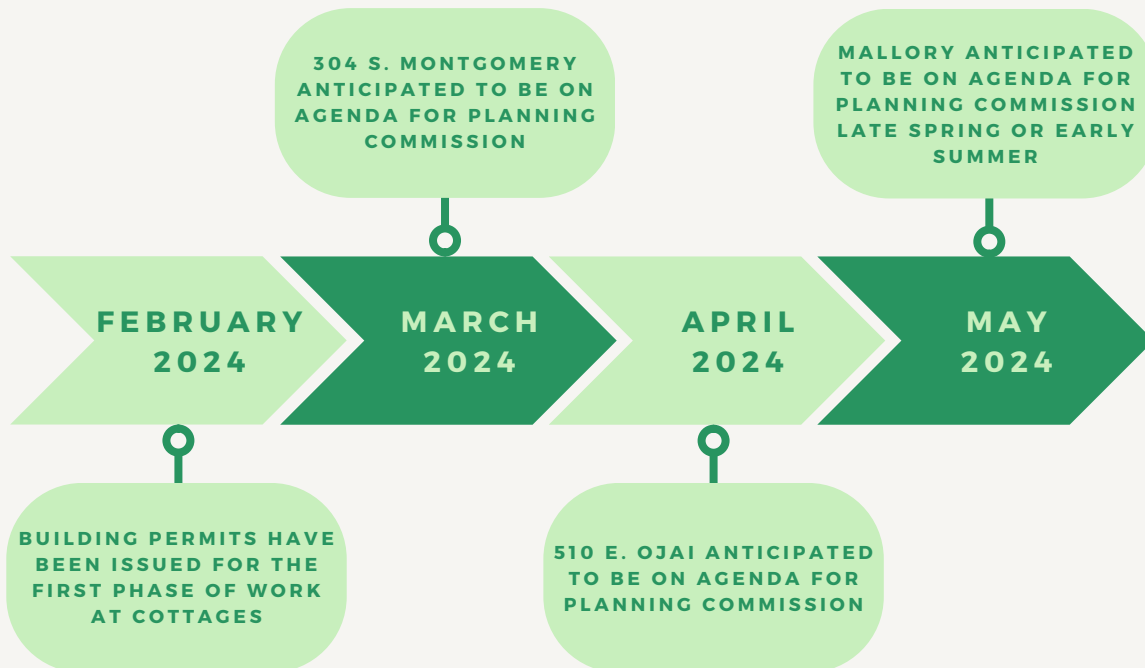 304 S. MONTGOMERY
ANTICIPATED TO BE ON
AGENDA FOR PLANNING
COMMISSION
MALLORY ANTICIPATED
TO BE ON AGENDA FOR
PLANNING COMMISSION
LATE SPRING OR EARLY
SUMMER
FEBRUARY
2024
MARCH
2024
APRIL
2024
MAY
2024
BUILDING PERMITS HAVE
BEEN ISSUED FOR THE
FIRST PHASE OF WORK
AT COTTAGES
510 E. OJAI ANTICIPATED
TO BE ON AGENDA FOR
PLANNING COMMISSION